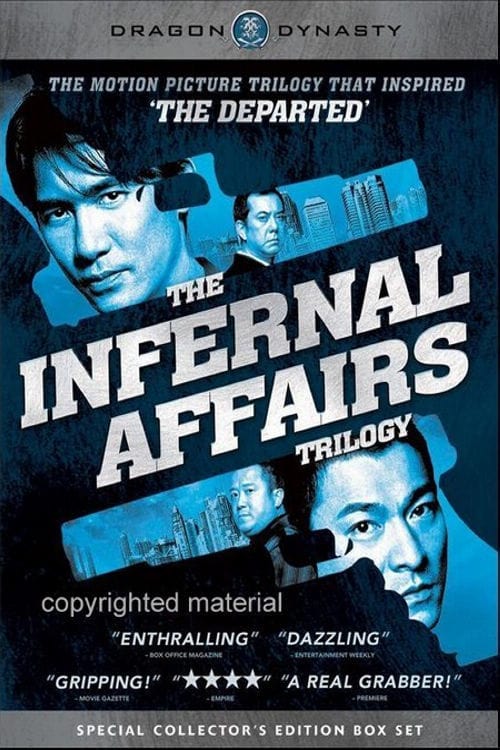 DRAGON DYNASTY
THE MOTION PICTURE TRILOGY THAT INSPIRED
'THE DEPARTED'
THE
INFERNAL
AFFAIRS
TRILOGY
copyrighted material
"ENTHRALLING" "DAZZLING"
- BOX OFFICE MAGAZINE - ENTERTAINMENT WEEKLY
"GRIPPING!" "★★★★" "A REAL GRABBER!"
- MOVIE GAZETTE - EMPIRE - PREMIERE
SPECIAL COLLECTOR'S EDITION BOX SET